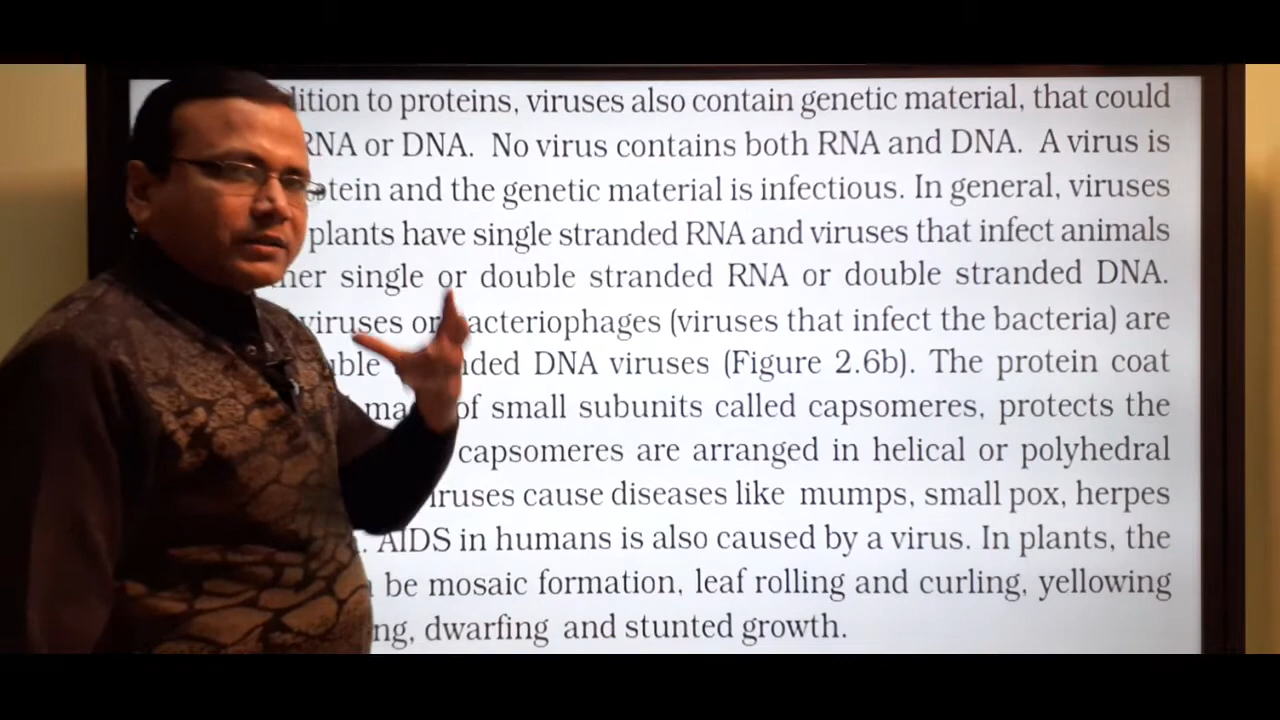 dition to proteins, viruses also contain genetic material, that could
RNA or DNA. No virus contains both RNA and DNA. A virus is
otein and the genetic material is infectious. In general, viruses
plants have single stranded RNA and viruses that infect animals
her single or double stranded RNA or double stranded DNA.
viruses or acteriophages (viruses that infect the bacteria) are
uble nded DNA viruses (Figure 2.6b). The protein coat
ma of small subunits called capsomeres, protects the
capsomeres are arranged in helical or polyhedral
iruses cause diseases like mumps, small pox, herpes
. AIDS in humans is also caused by a virus. In plants, the
be mosaic formation, leaf rolling and curling, yellowing
ng, dwarfing and stunted growth.